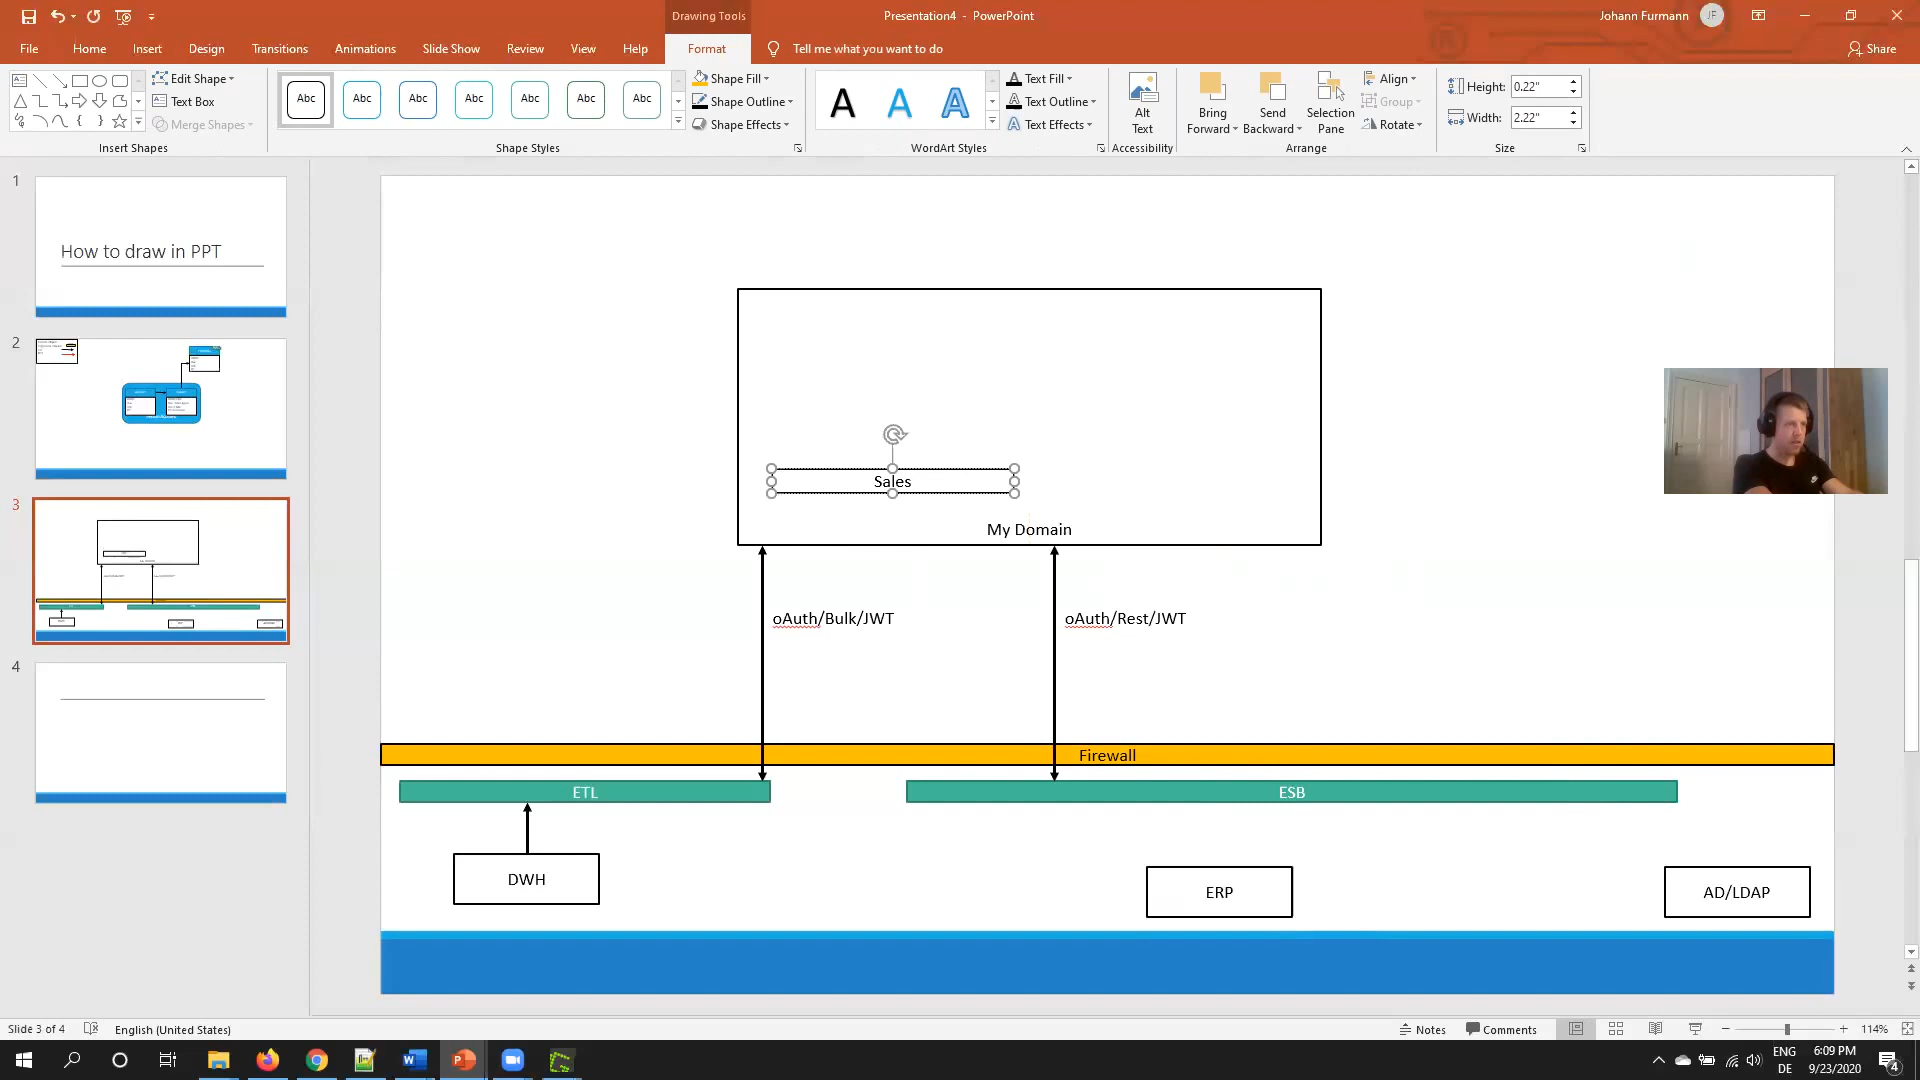 Drawing Tools
Presentation4 - PowerPoint
Johann Furmann
JF
File
Home
Insert
Design
Transitions
Animations
Slide Show
Review
View
Help
Format
Tell me what you want to do
Share
Edit Shape
Text Box
Merge Shapes
Insert Shapes
Abc
Abc
Abc
Abc
Abc
Abc
Abc
Shape Fill
Shape Outline
Shape Effects
Shape Styles
A
A
A
Text Fill
Text Outline
Text Effects
WordArt Styles
Alt
Text
Accessibility
Bring
Forward
Send
Backward
Selection
Pane
Align
Group
Rotate
Arrange
Height: 0.22"
Width: 2.22"
Size
1
How to draw in PPT
2
3
4
Sales
My Domain
oAuth/Bulk/JWT
oAuth/Rest/JWT
Firewall
ETL
ESB
DWH
ERP
AD/LDAP
Slide 3 of 4
English (United States)
Notes
Comments
114%
ENG
DE
6:09 PM
9/23/2020
4